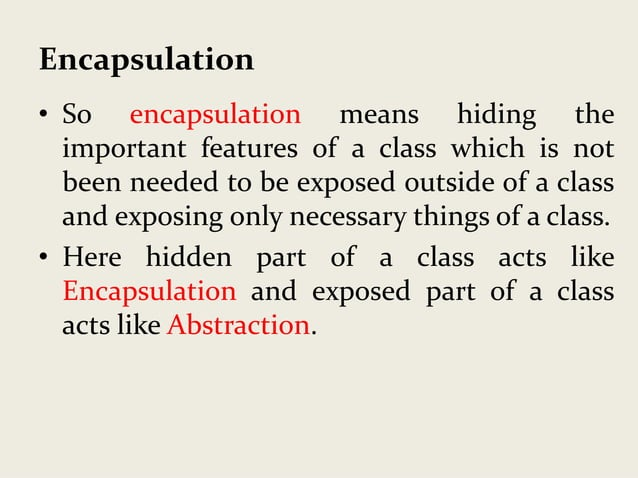 Encapsulation
• So encapsulation means hiding the
important features of a class which is not
been needed to be exposed outside of a class
and exposing only necessary things of a class.
• Here hidden part of a class acts like
Encapsulation and exposed part of a class
acts like Abstraction.